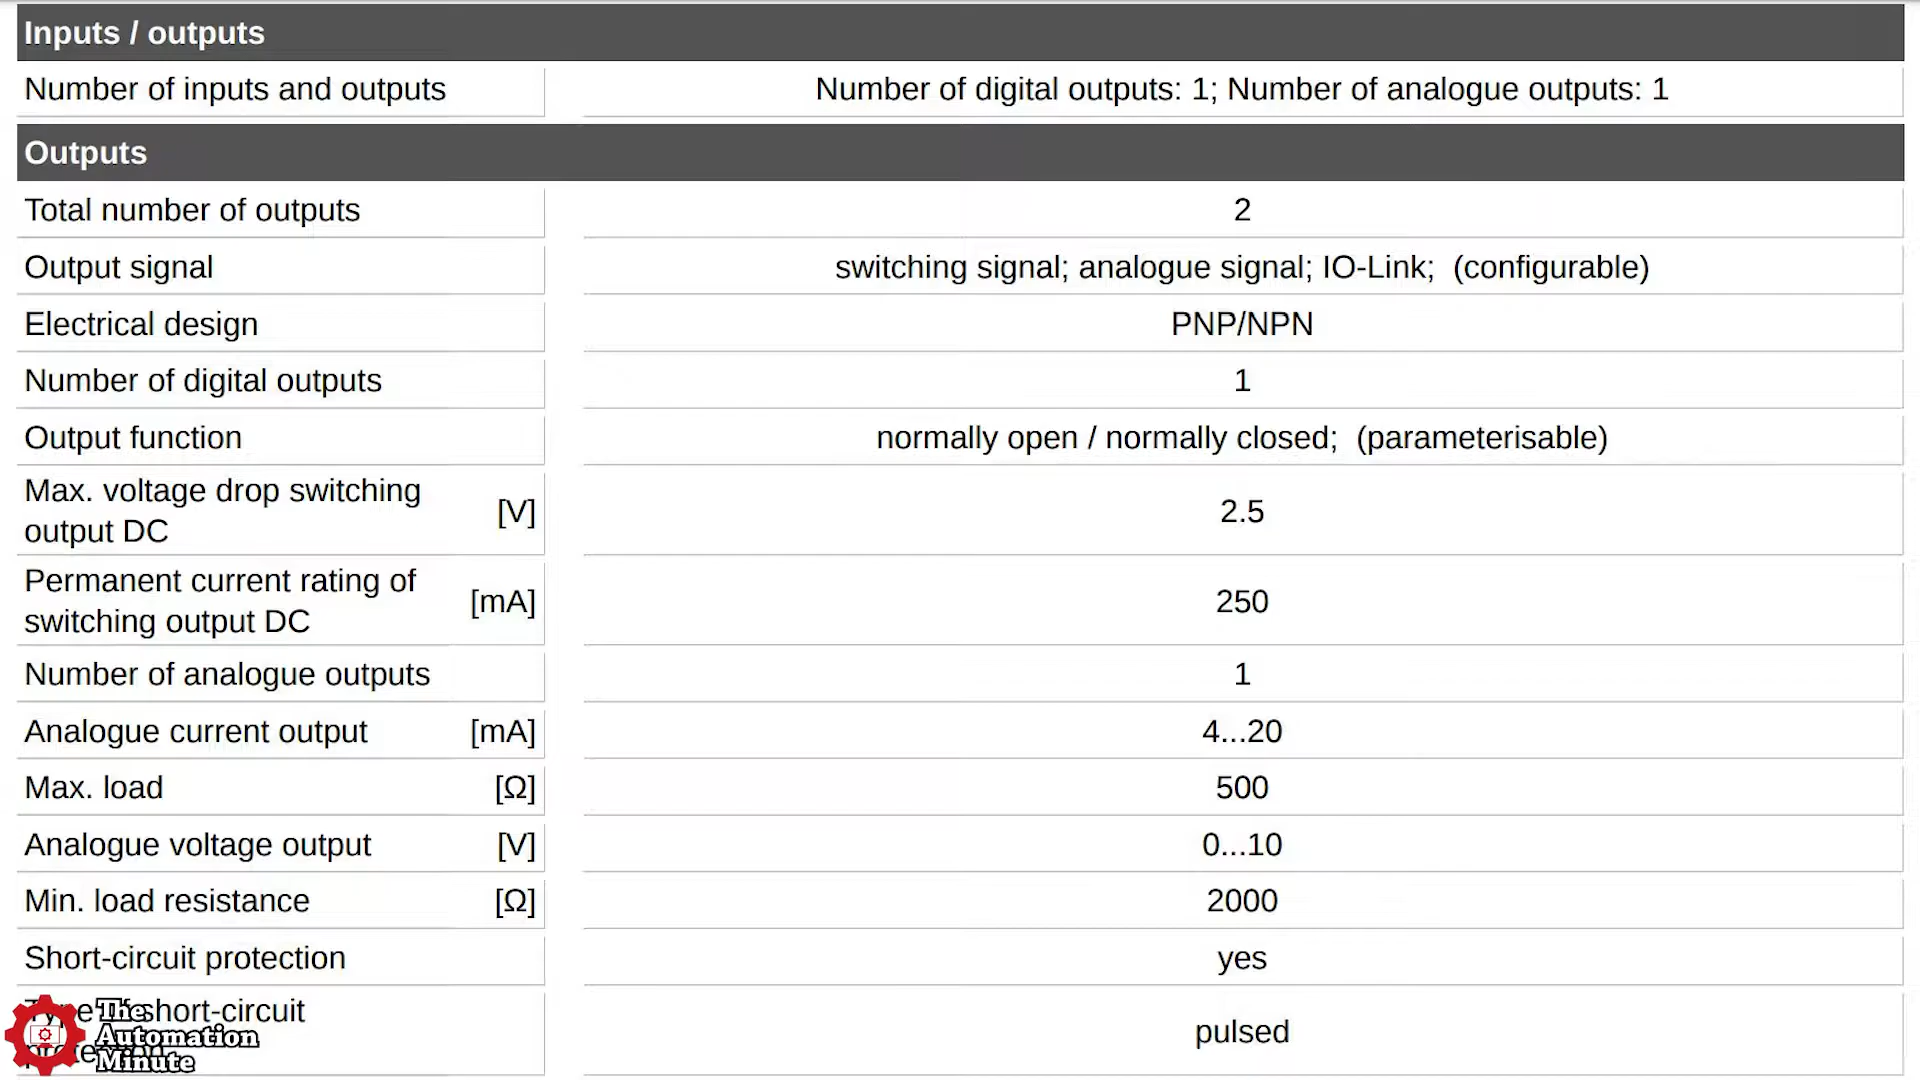 Inputs / outputs
Number of inputs and outputs Number of digital outputs: 1; Number of analogue outputs: 1
Outputs
Total number of outputs 2
Output signal switching signal; analogue signal; IO-Link; (configurable)
Electrical design PNP/NPN
Number of digital outputs 1
Output function normally open / normally closed; (parameterisable)
Max. voltage drop switching
output DC [V] 2.5
Permanent current rating of
switching output DC [mA] 250
Number of analogue outputs 1
Analogue current output [mA] 4...20
Max. load [Ω] 500
Analogue voltage output [V] 0...10
Min. load resistance [Ω] 2000
Short-circuit protection yes
Type short-circuit
pulsed
The
Automation
Minute